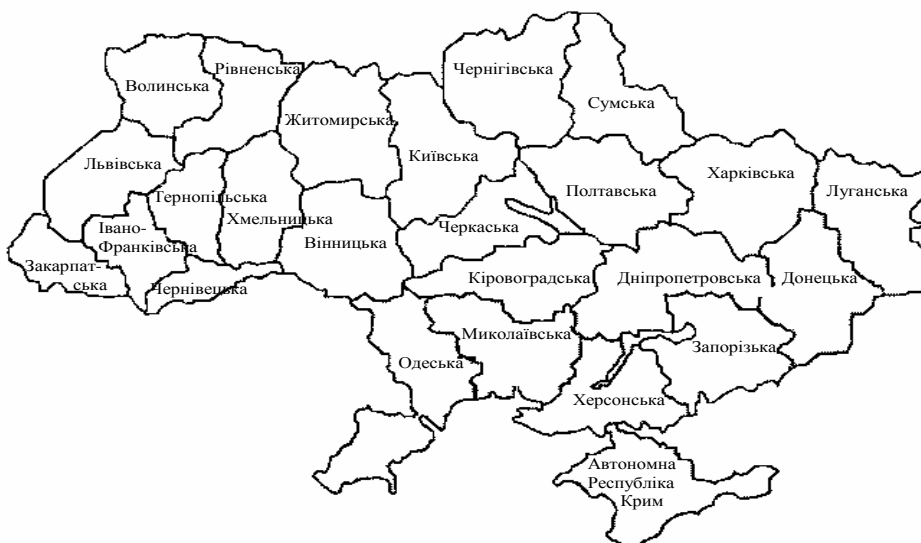 Волинська
Рівненська
Чернігівська
Сумська
Житомирська
Київська
Львівська
Тернопільська
Хмельницька
Полтавська
Харківська
Луганська
Івано-
Франківська
Вінницька
Черкаська
Закарпат-
ська
Чернівецька
Кіровоградська
Дніпропетровська
Донецька
Миколаївська
Одеська
Запорізька
Херсонська
Автономна
Республіка
Крим